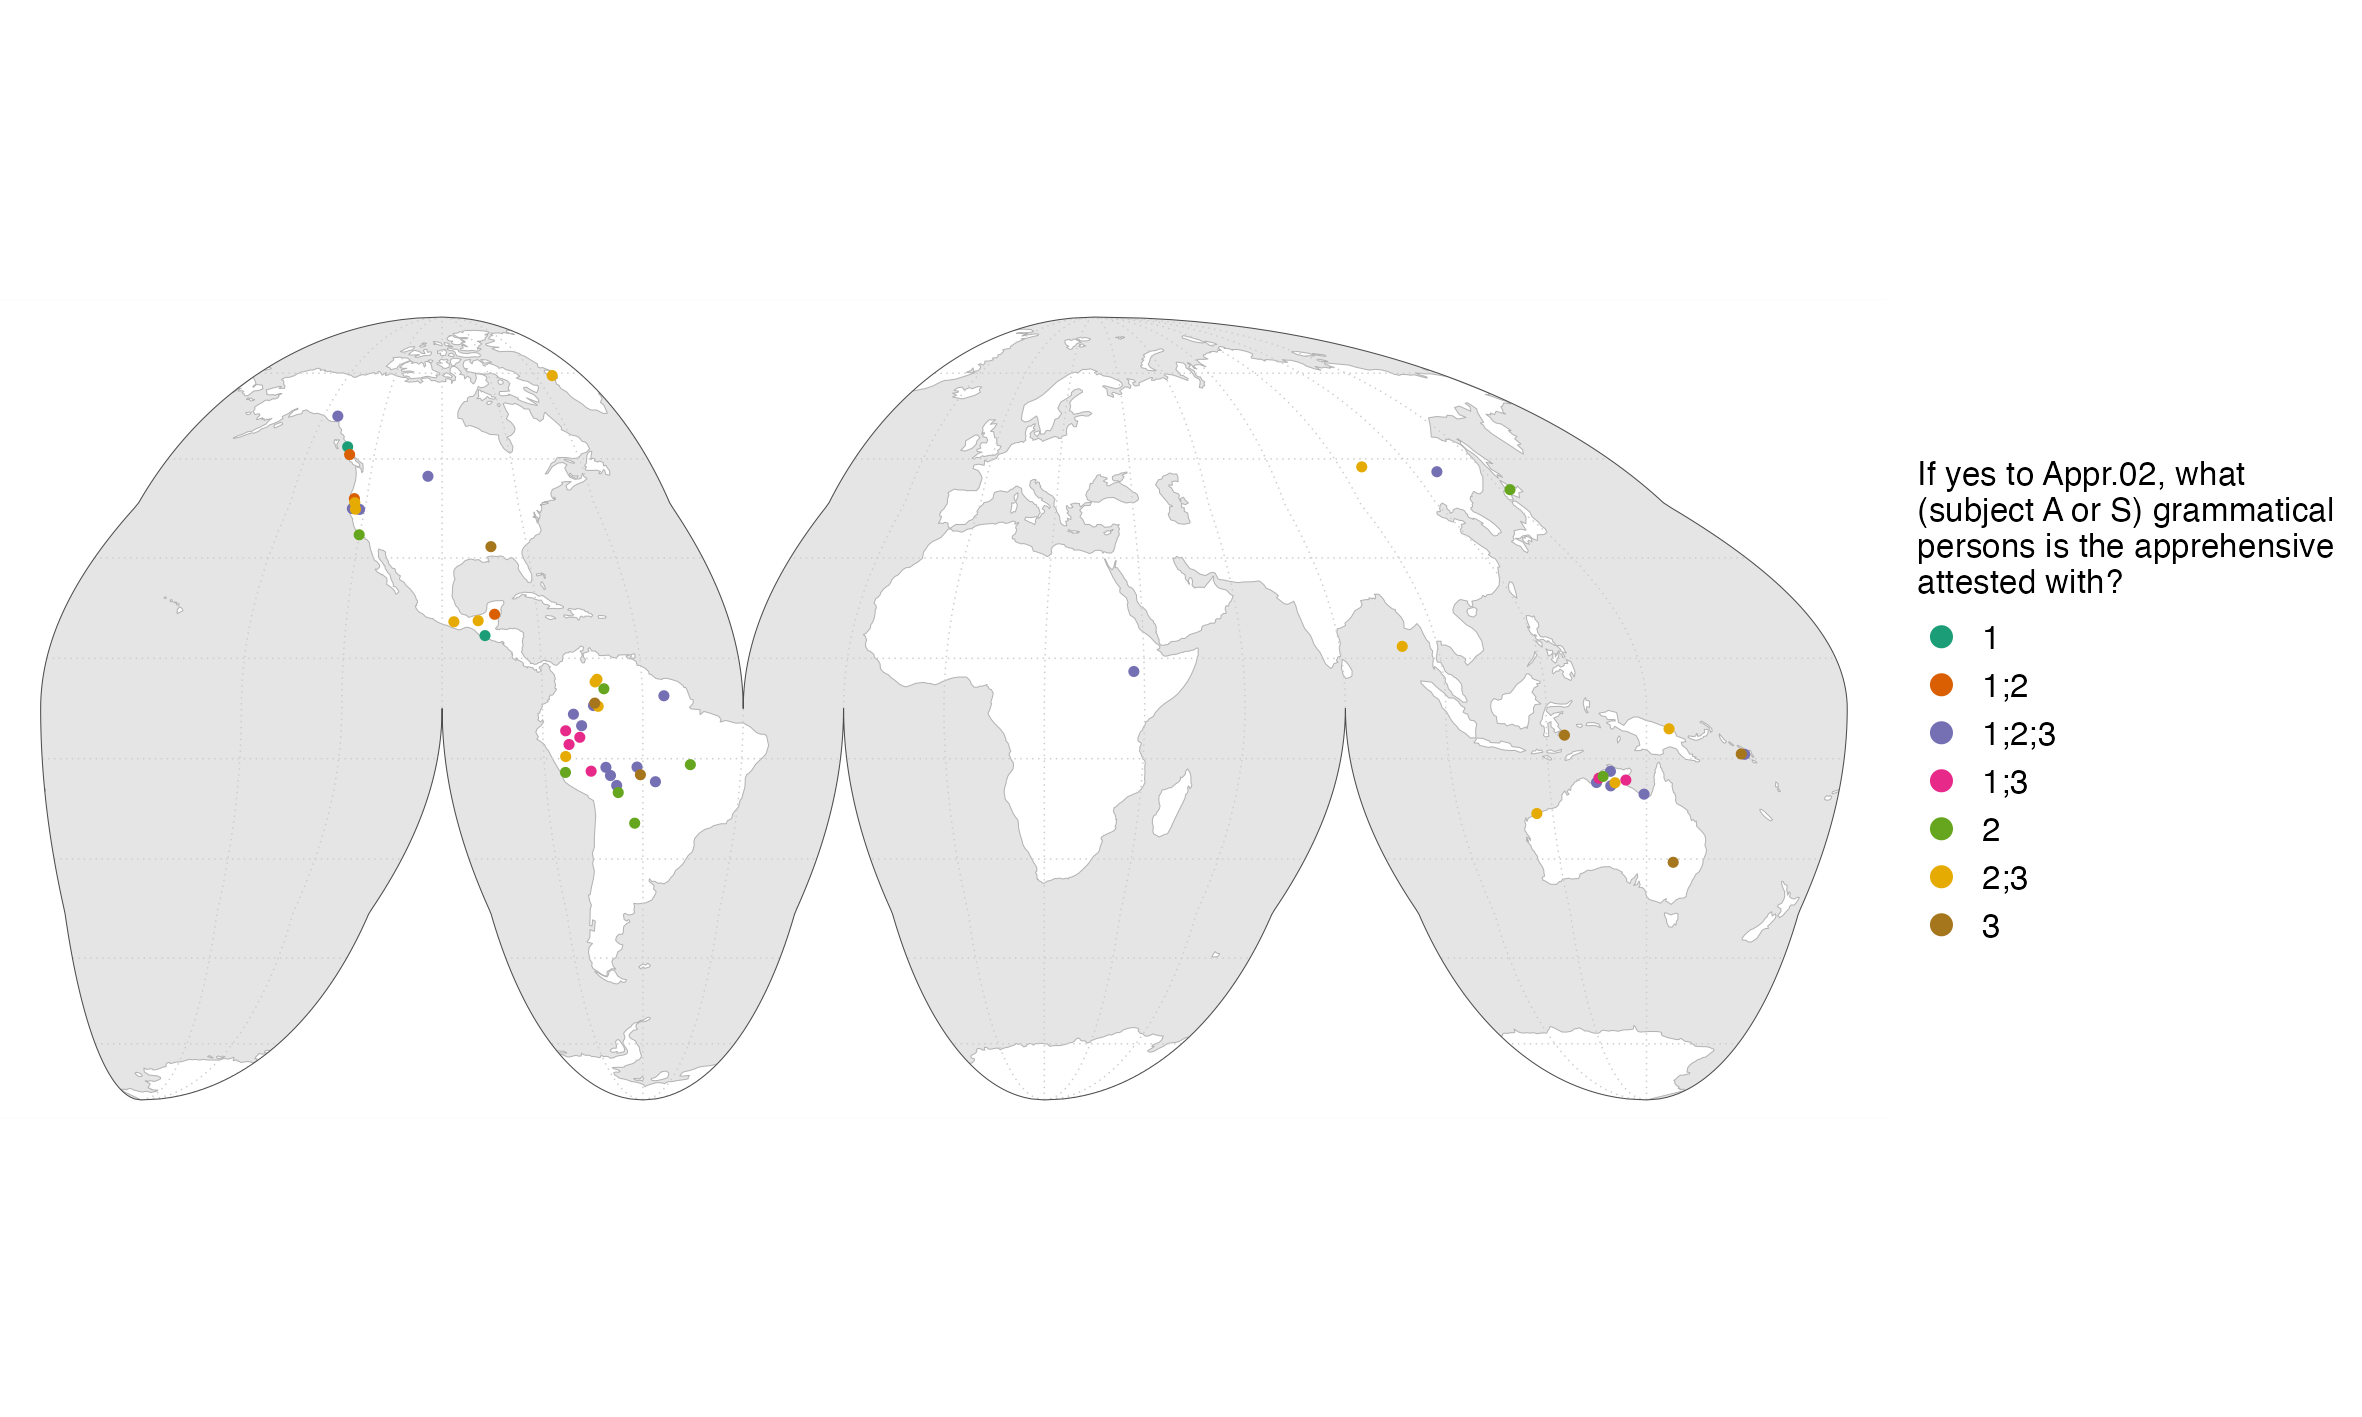 If yes to Appr.02, what
(subject A or S) grammatical
persons is the apprehensive
attested with?
1
1;2
1;2;3
1;3
2
2;3
3